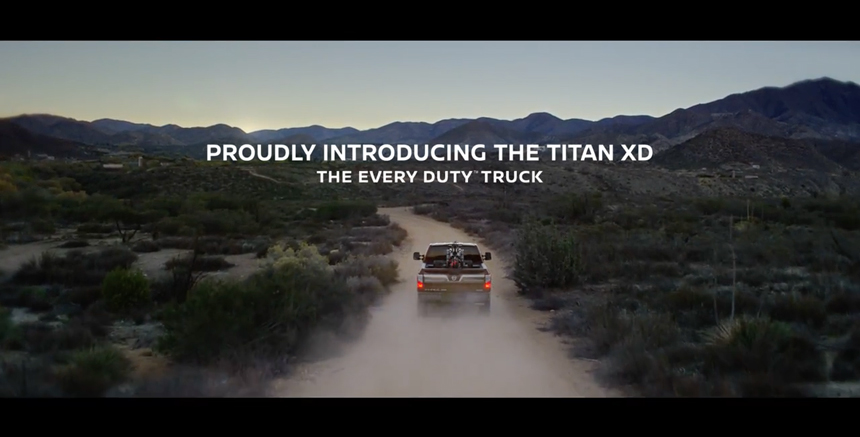 PROUDLY INTRODUCING THE TITAN XD
THE EVERY DUTY™ TRUCK